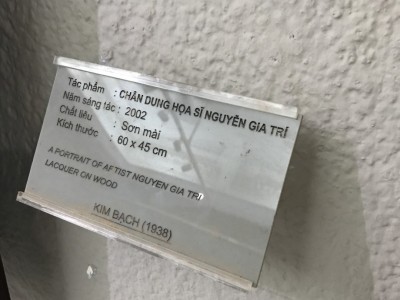 Tác phẩm : CHÂN DUNG HỌA SĨ NGUYỄN GIA TRÍ
Năm sáng tác : 2002
Chất liệu : Sơn mài
Kích thước : 60 x 45 cm
A PORTRAIT OF AFTIST NGUYEN GIA TRI
LACQUER ON WOOD
KIM BẠCH (1938)